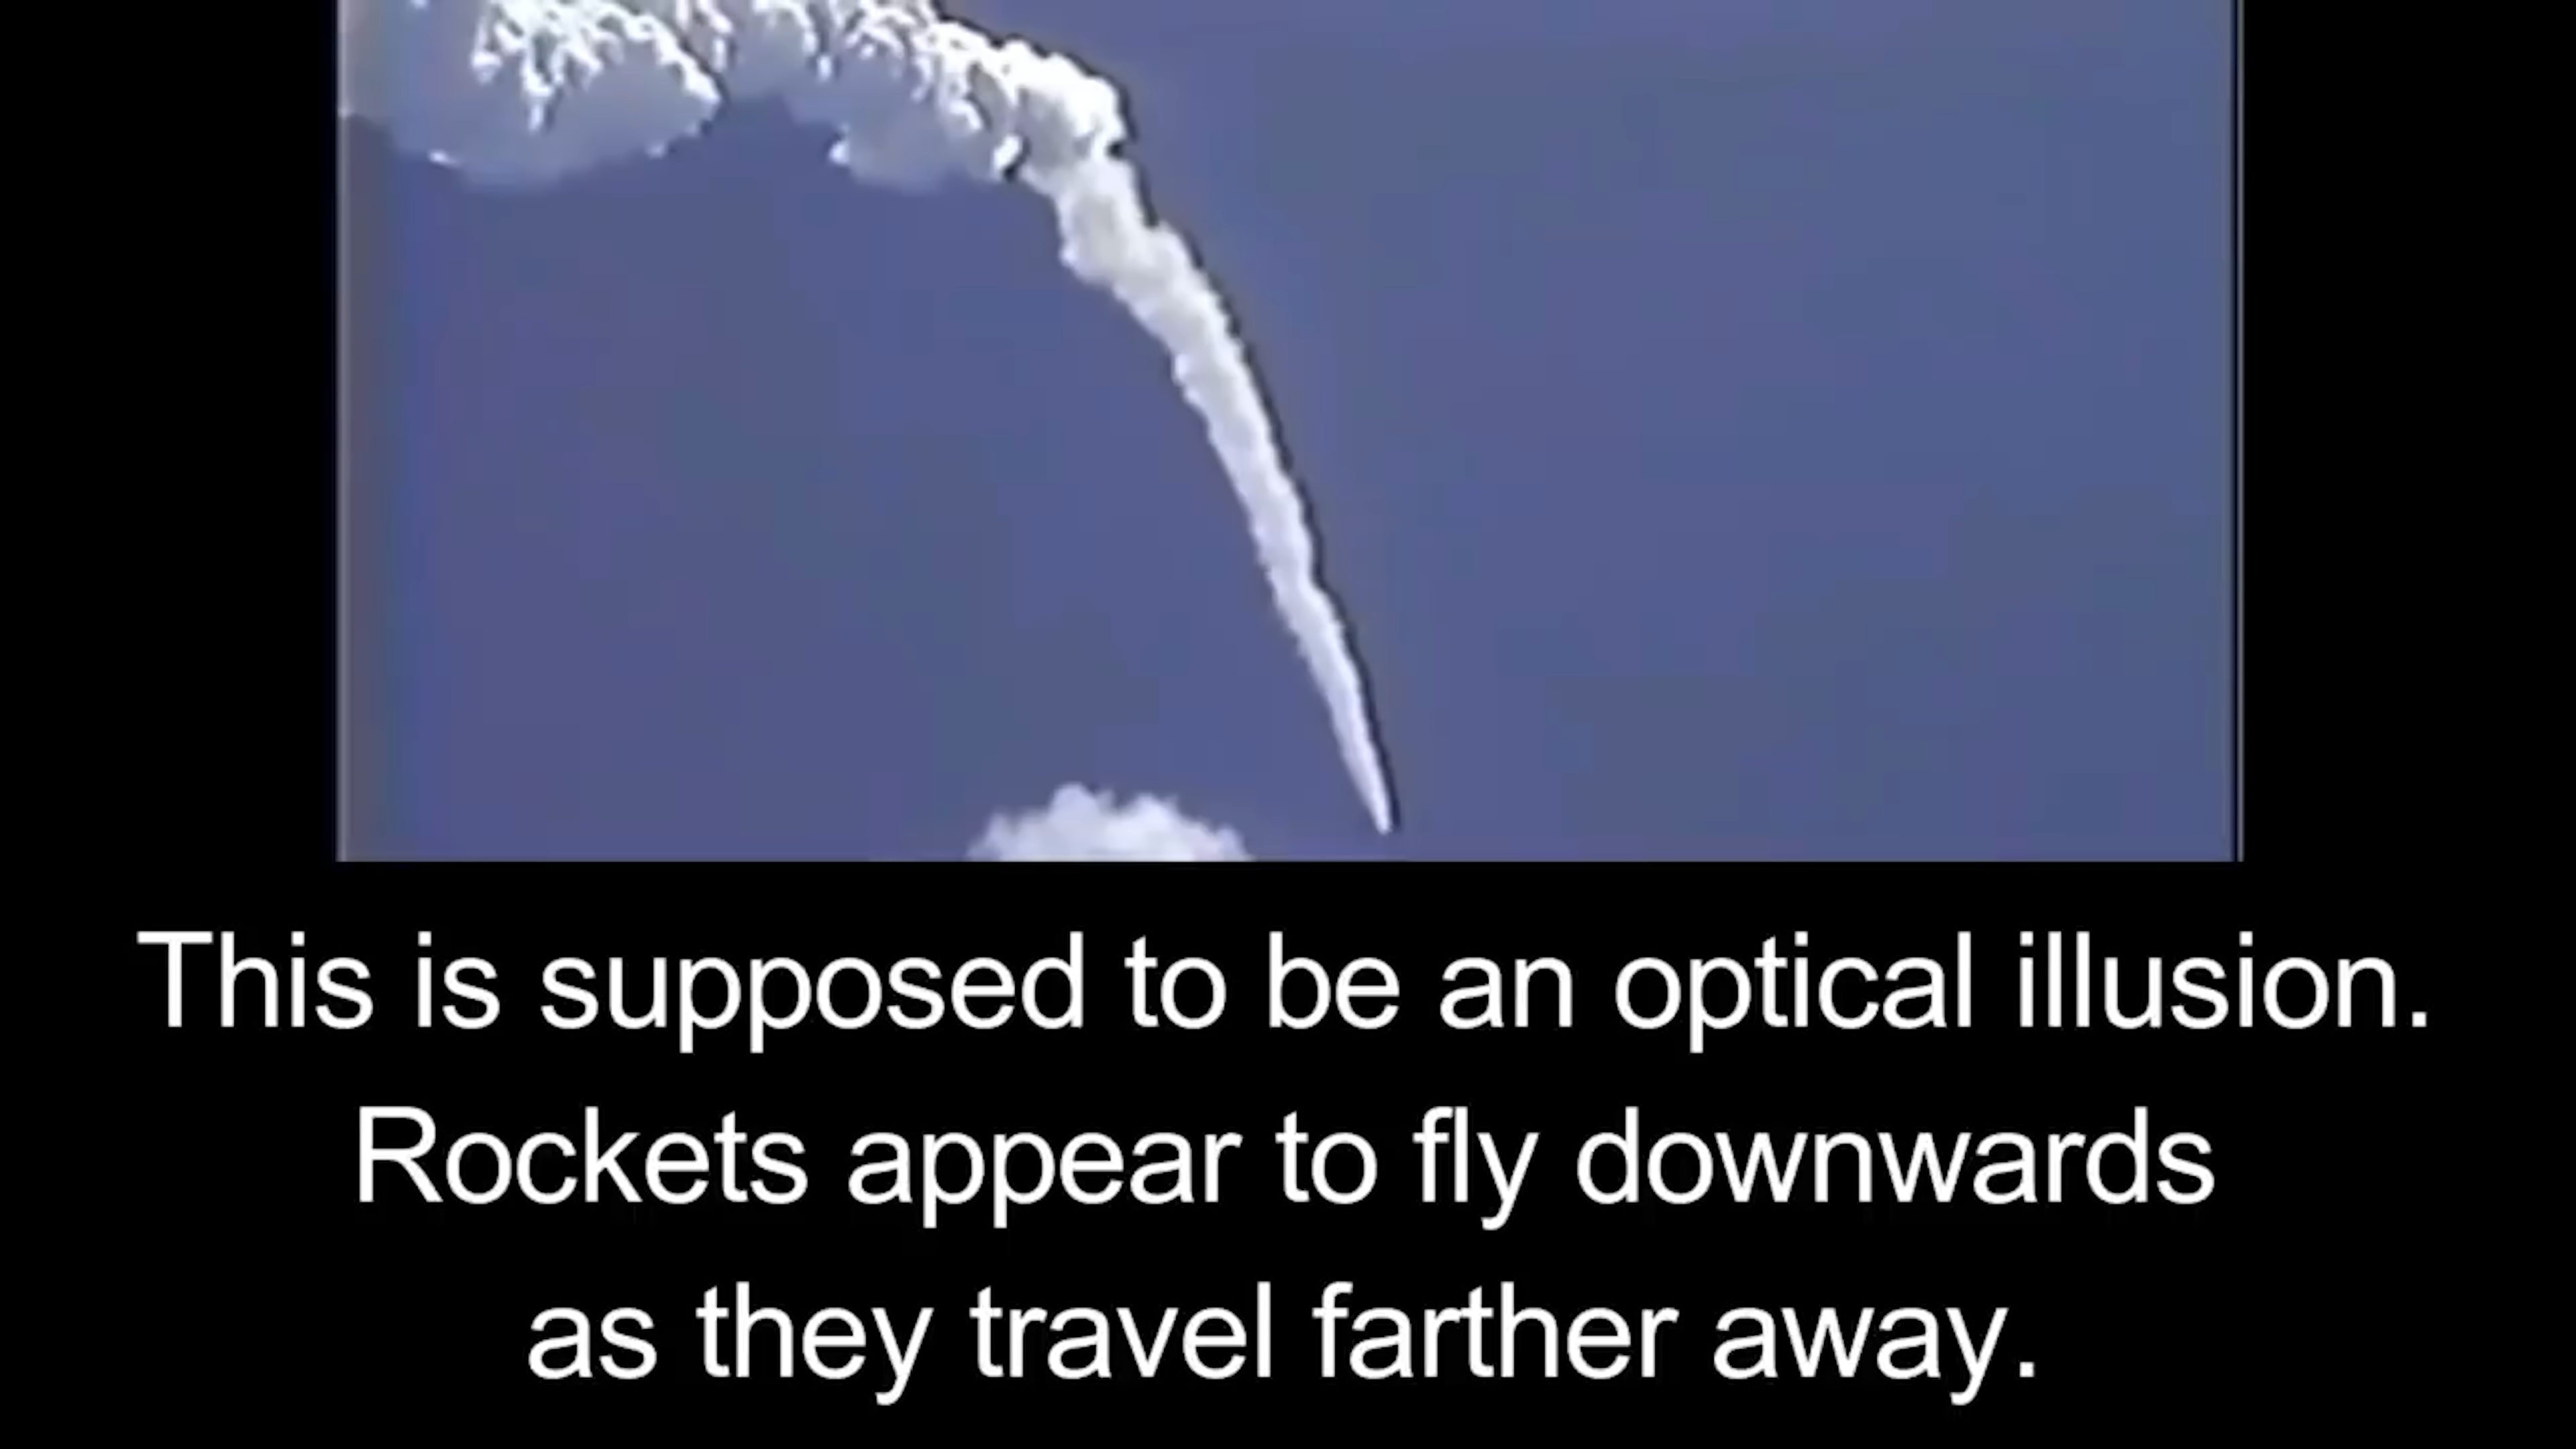 This is supposed to be an optical illusion.
Rockets appear to fly downwards
as they travel farther away.